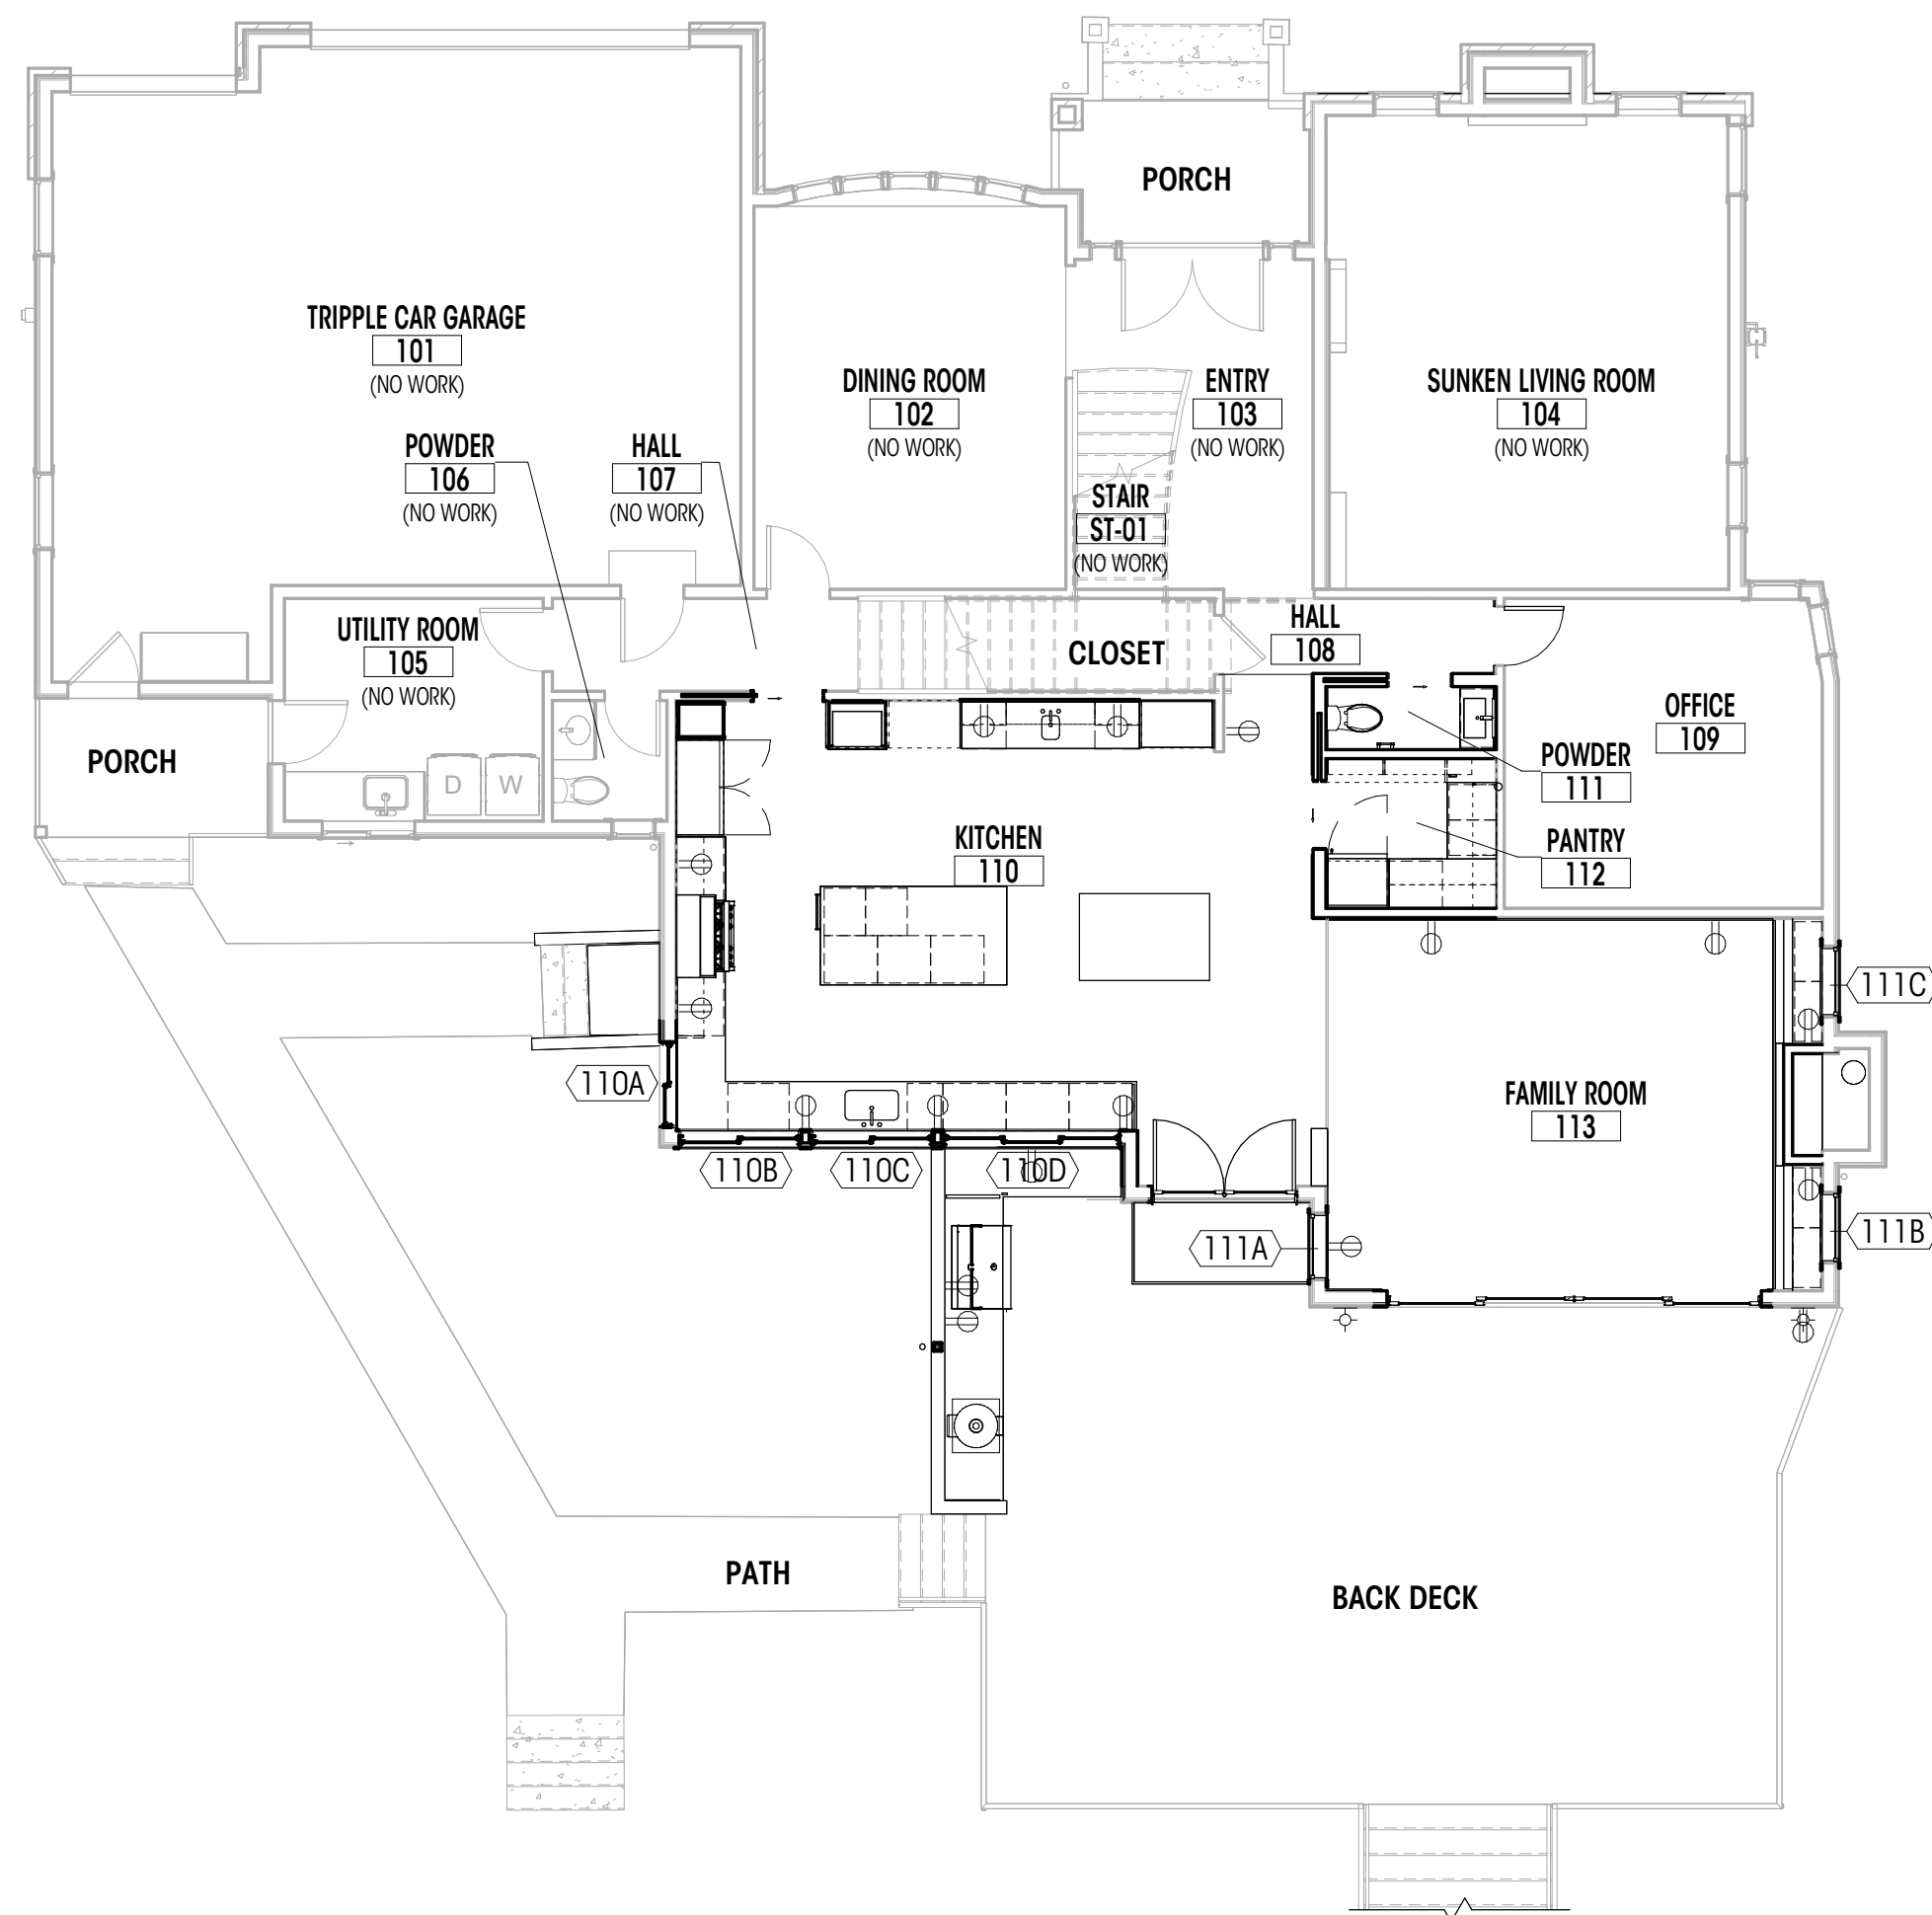 PORCH
TRIPPLE CAR GARAGE
101
(NO WORK)
DINING ROOM
102
(NO WORK)
ENTRY
103
(NO WORK)
SUNKEN LIVING ROOM
104
(NO WORK)
POWDER
106
(NO WORK)
HALL
107
(NO WORK)
STAIR
ST-01
(NO WORK)
UTILITY ROOM
105
(NO WORK)
CLOSET
HALL
108
OFFICE
109
PORCH
D
W
POWDER
111
KITCHEN
110
PANTRY
112
111C
110A
FAMILY ROOM
113
110B
110C
110D
111A
111B
PATH
BACK DECK